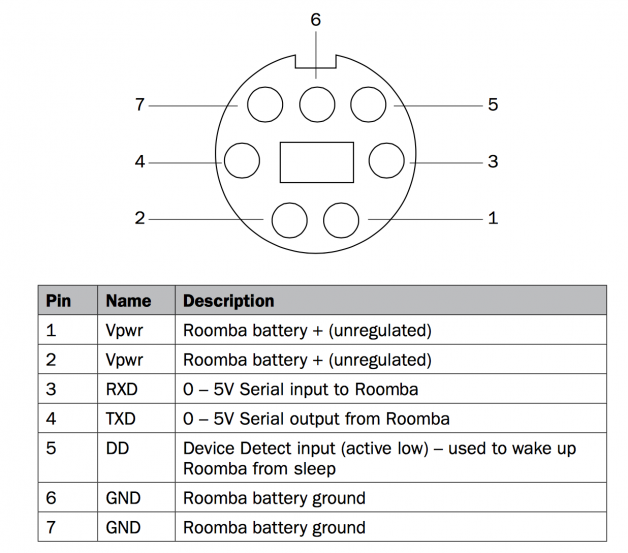 6
7 5
4 3
2 1
Pin Name Description
1 Vpwr Roomba battery + (unregulated)
2 Vpwr Roomba battery + (unregulated)
3 RXD 0 – 5V Serial input to Roomba
4 TXD 0 – 5V Serial output from Roomba
5 DD Device Detect input (active low) – used to wake up
Roomba from sleep
6 GND Roomba battery ground
7 GND Roomba battery ground